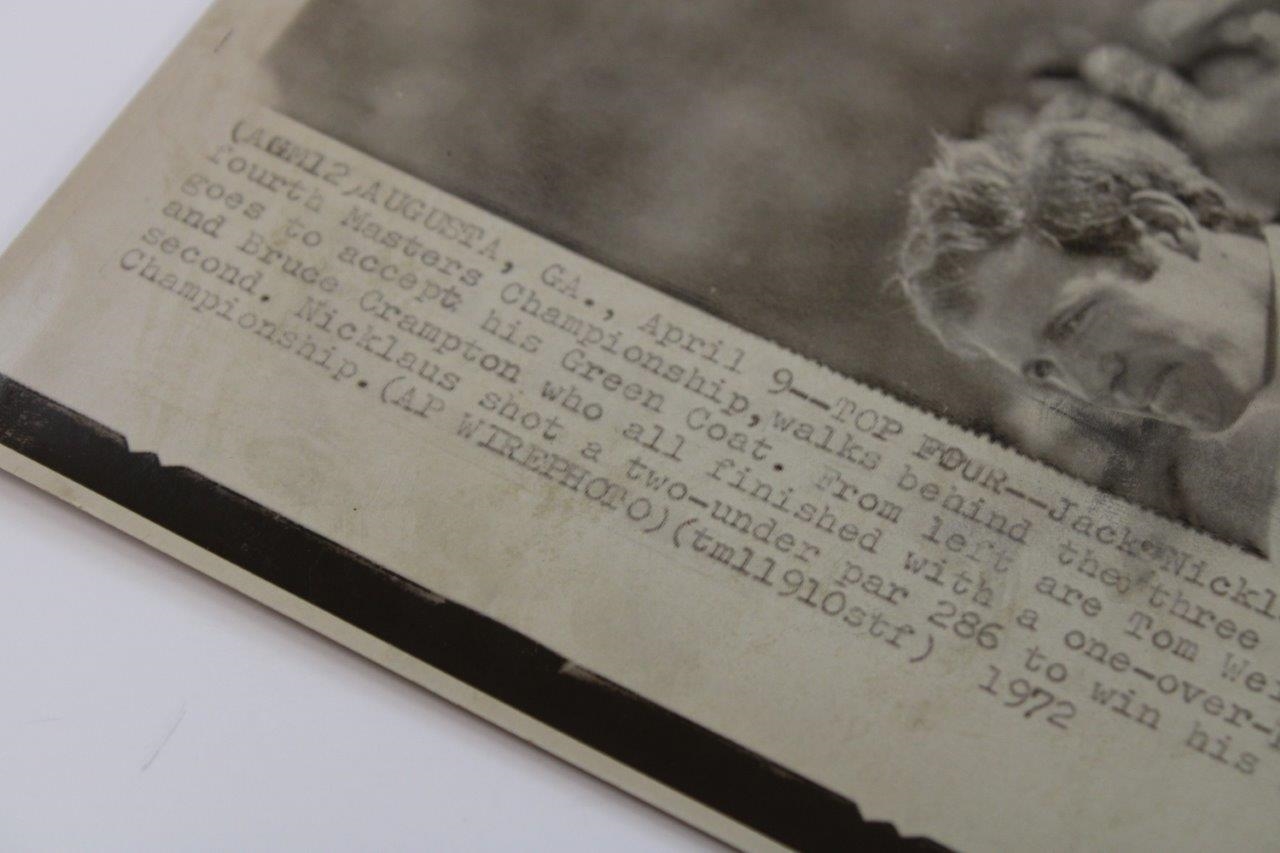 (AGM12)AUGUSTA, GA., April 9--TOP FOUR--Jack Nickl
fourth Masters Championship,walks behind the three
goes to accept his Green Coat. From left are Tom Wei
and Bruce Crampton who all finished with a one-over-
second. Nicklaus shot a two-under par 286 to win his
Championship.(AP WIREPHOTO)(tml1910stf) 1972